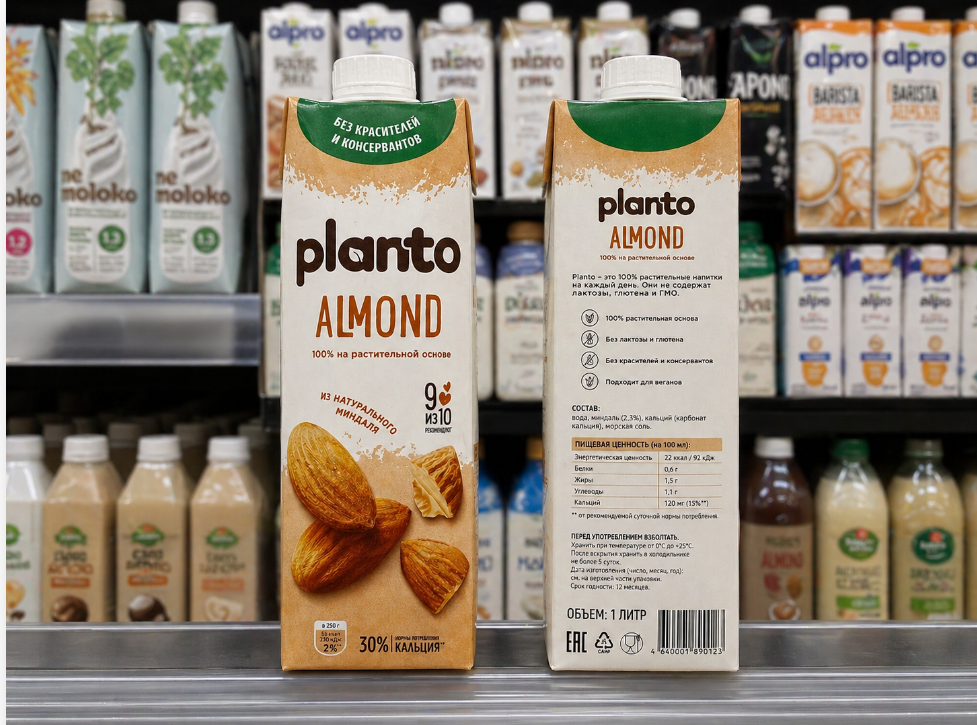 alpro
alpro
alpro
alpro
BARISTA
ne
moloko
ne
moloko
БЕЗ КРАСИТЕЛЕЙ
И КОНСЕРВАНТОВ
planto
ALMOND
100% на растительной основе
9 ИЗ 10
РЕКОМЕНДУЮТ
ИЗ НАТУРАЛЬНОГО
МИНДАЛЯ
в 250 г
2%**
30% НОРМЫ ПОТРЕБЛЕНИЯ
КАЛЬЦИЯ**
planto
ALMOND
100% на растительной основе
Planto – это 100% растительные напитки
на каждый день. Они не содержат
лактозы, глютена и ГМО.
100% растительная основа
Без лактозы и глютена
Без красителей и консервантов
Подходит для веганов
СОСТАВ:
вода, миндаль (2,3%), кальций (карбонат
кальция), морская соль.
ПИЩЕВАЯ ЦЕННОСТЬ (на 100 мл):
Энергетическая ценность 22 ккал / 92 кДж
Белки 0,6 г
Жиры 1,5 г
Углеводы 1,1 г
Кальций 120 мг (15%**)
** от рекомендуемой суточной нормы потребления.
ПЕРЕД УПОТРЕБЛЕНИЕМ ВЗБОЛТАТЬ.
Хранить при температуре от 0°С до +25°С.
После вскрытия хранить в холодильнике
не более 5 суток.
Дата изготовления (число, месяц, год):
см. на верхней части упаковки.
Срок годности: 12 месяцев.
ОБЪЕМ: 1 ЛИТР
EAC
4 640001 890123
alpro
alpro
alpro
ALMOND